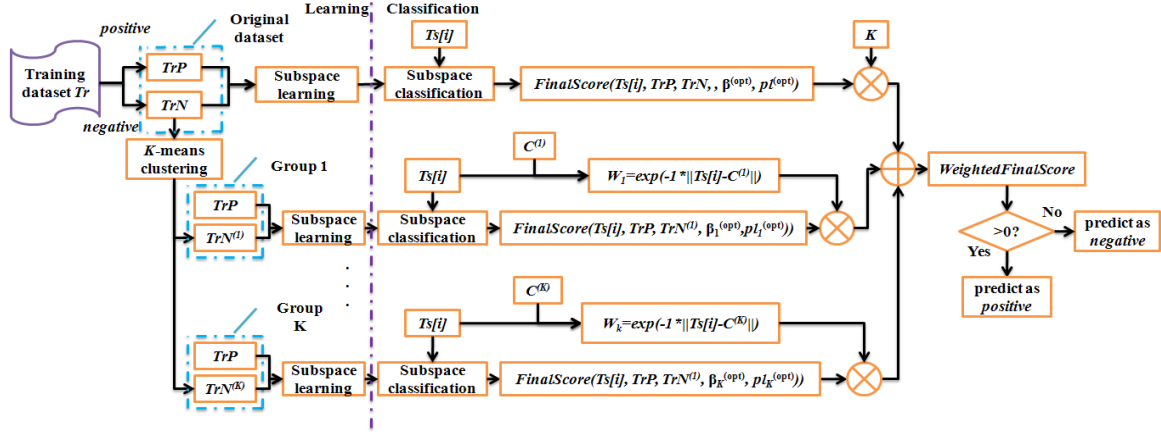 Learning
Classification
positive
Original
dataset
Ts[i]
K
Training
dataset Tr
TrP
TrN
Subspace
learning
Subspace
classification
FinalScore(Ts[i], TrP, TrN, , β(opt), pl(opt))
negative
K-means
clustering
Group 1
C(1)
Ts[i]
W1=exp(-1*||Ts[i]-C(1)||)
WeightedFinalScore
TrP
TrN(1)
Subspace
learning
Subspace
classification
FinalScore(Ts[i], TrP, TrN(1), β1(opt),pl1(opt)))
>0?
No
Yes
predict as
negative
predict as
positive
.
.
.
Group
K
C(K)
Ts[i]
Wk=exp(-1*||Ts[i]-C(K)||)
TrP
TrN(K)
Subspace
learning
Subspace
classification
FinalScore(Ts[i], TrP, TrN(1), βK(opt), plK(opt)))